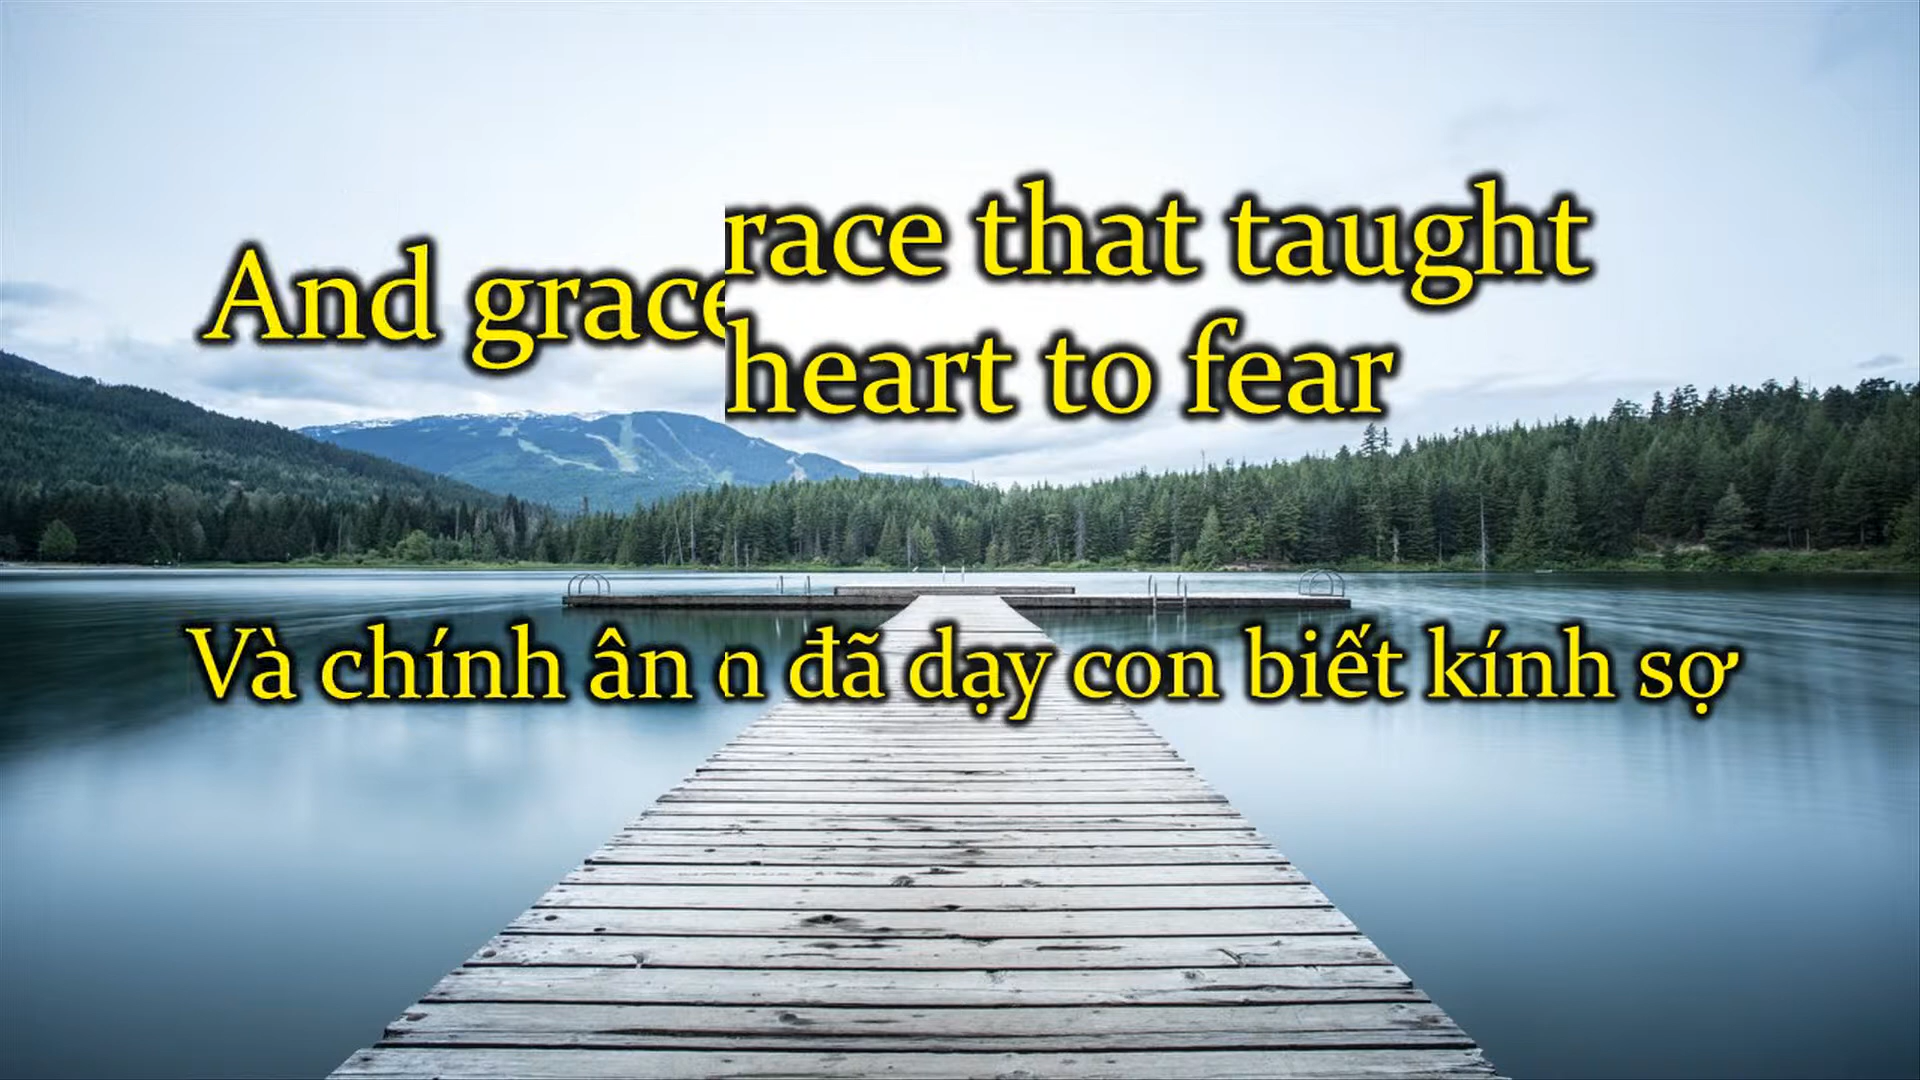 And grace
race that taught
heart to fear
Và chính ân n đã dạy con biết kính sợ